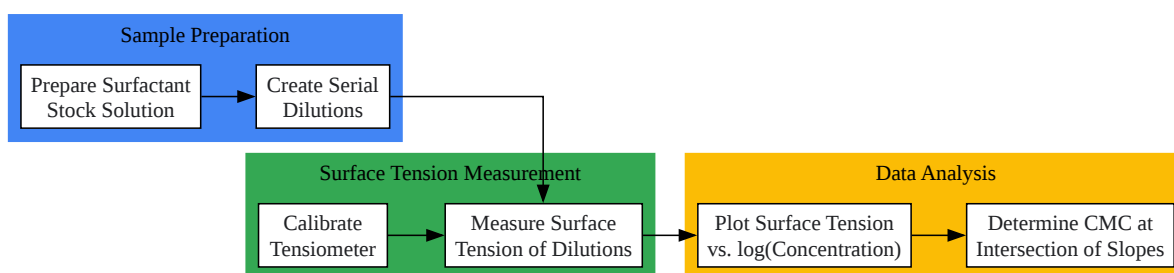 Sample Preparation
Prepare Surfactant
Stock Solution
Create Serial
Dilutions
Surface Tension Measurement
Calibrate
Tensiometer
Measure Surface
Tension of Dilutions
Data Analysis
Plot Surface Tension
vs. log(Concentration)
Determine CMC at
Intersection of Slopes